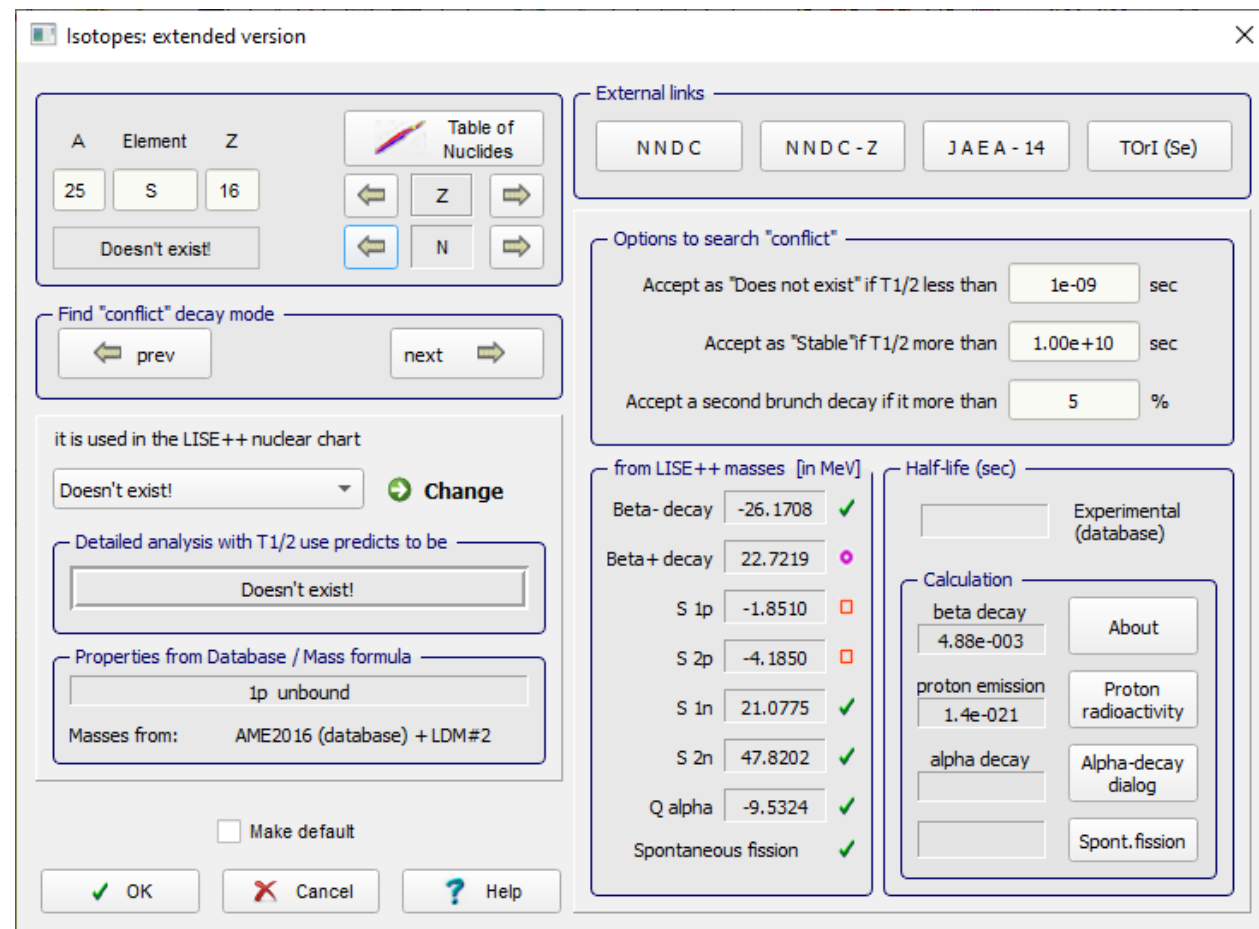 Isotopes: extended version
A Element Z
25 S 16
Doesn't exist!
Table of
Nuclides
Z
N
Find "conflict" decay mode
prev
next
it is used in the LISE++ nuclear chart
Doesn't exist!
Change
Detailed analysis with T1/2 use predicts to be
Doesn't exist!
Properties from Database / Mass formula
1p unbound
Masses from: AME2016 (database) + LDM#2
Make default
OK
Cancel
Help
External links
NNDC
NNDC-Z
JAEA-14
TOrI (Se)
Options to search "conflict"
Accept as "Does not exist" if T1/2 less than 1e-09 sec
Accept as "Stable"if T1/2 more than 1.00e+10 sec
Accept a second brunch decay if it more than 5 %
from LISE++ masses [in MeV]
Beta- decay -26.1708
Beta+ decay 22.7219
S 1p -1.8510
S 2p -4.1850
S 1n 21.0775
S 2n 47.8202
Q alpha -9.5324
Spontaneous fission
Half-life (sec)
Experimental
(database)
Calculation
beta decay
4.88e-003
About
proton emission
1.4e-021
Proton
radioactivity
alpha decay
Alpha-decay
dialog
Spont.fission